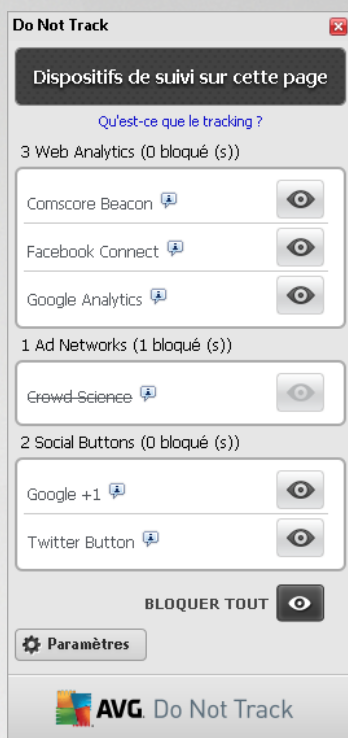 Do Not Track
Dispositifs de suivi sur cette page
Qu'est-ce que le tracking ?
3 Web Analytics (0 bloqué (s))
Comscore Beacon
Facebook Connect
Google Analytics
1 Ad Networks (1 bloqué (s))
Crowd Science
2 Social Buttons (0 bloqué (s))
Google +1
Twitter Button
BLOQUER TOUT
Paramètres
AVG. Do Not Track